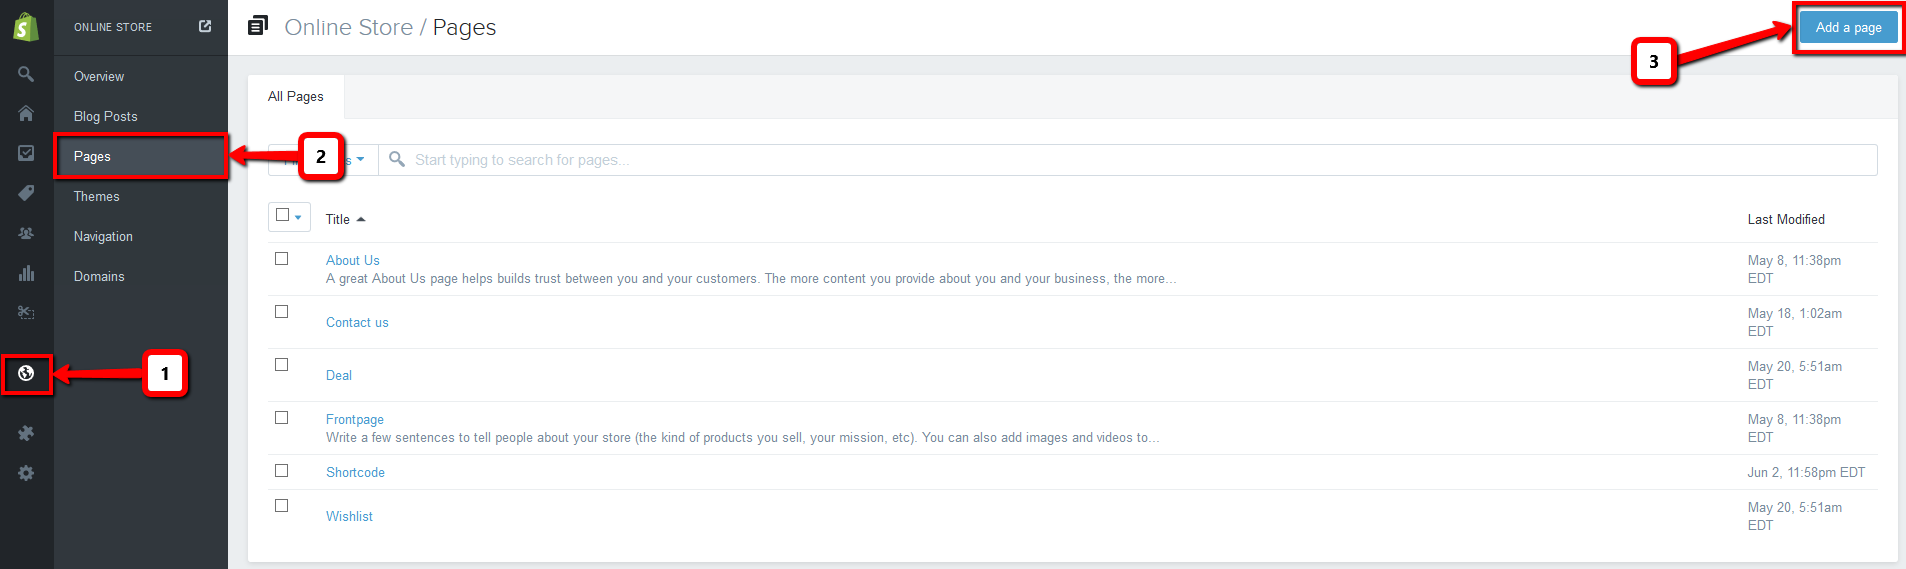 ONLINE STORE
Overview
Blog Posts
Pages
Themes
Navigation
Domains
1
2
3
Online Store / Pages
Add a page
All Pages
Start typing to search for pages...
Title
Last Modified
About Us
A great About Us page helps builds trust between you and your customers. The more content you provide about you and your business, the more...
May 8, 11:38pm
EDT
Contact us
May 18, 1:02am
EDT
Deal
May 20, 5:51am
EDT
Frontpage
Write a few sentences to tell people about your store (the kind of products you sell, your mission, etc). You can also add images and videos to...
May 8, 11:38pm
EDT
Shortcode
Jun 2, 11:58pm EDT
Wishlist
May 20, 5:51am
EDT